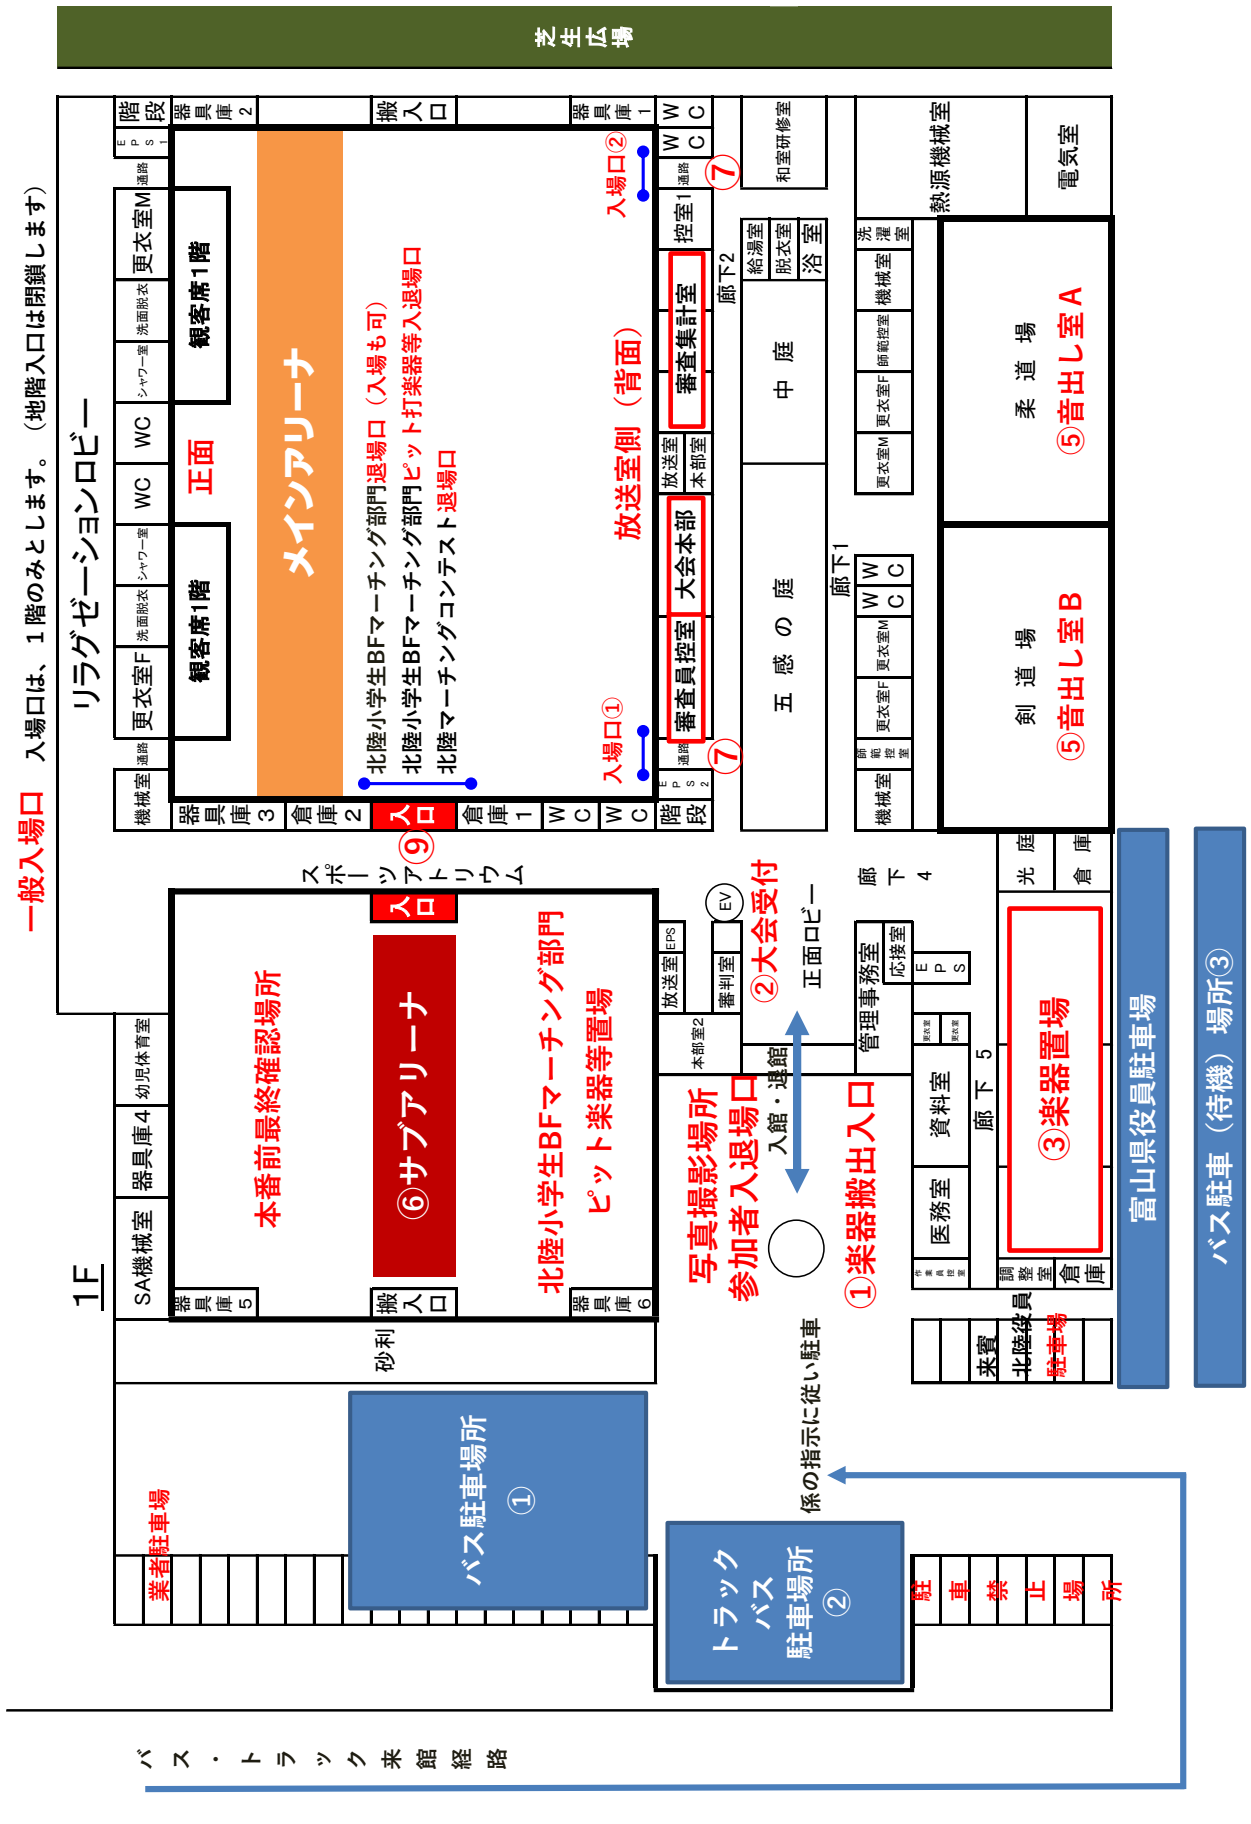 芝生広場
一般入場口　入場口は、１階のみとします。（地階入口は閉鎖します）
リラグゼーションロビー
1F
機械室
通路
更衣室F
洗面脱衣
シャワー室
WC
WC
シャワー室
洗面脱衣
更衣室M
通路
EPS1
階段
器具庫2
搬入口
器具庫1
WC
WC
観客席1階
正面
観客席1階
メインアリーナ
北陸小学生BFマーチング部門退場口（入場も可）
北陸小学生BFマーチング部門ピット打楽器等入退場口
北陸マーチングコンテスト退場口
放送室側（背面）
入場口①
入場口②
器具庫3
倉庫2
入口
倉庫1
WC
WC
階段
EPS2
通路
⑦
審査員控室
大会本部
放送室
本部室
審査集計室
控室1
通路
⑦
廊下2
和室研修室
給湯室
脱衣室
浴室
中庭
五感の庭
廊下1
機械室
師範控室
更衣室F
更衣室M
WC
WC
更衣室M
更衣室F
師範控室
機械室
洗濯室
熱源機械室
電気室
柔道場
⑤音出し室A
剣道場
⑤音出し室B
⑨
スポーツアトリウム
入口
SA機械室
器具庫4
幼児体育室
本番前最終確認場所
⑥サブアリーナ
北陸小学生BFマーチング部門
ピット楽器等置場
器具庫5
搬入口
器具庫6
砂利
放送室
EPS
審判室
EV
本部室2
②大会受付
正面ロビー
廊下4
管理事務室
応接室
EPS
入館・退館
写真撮影場所
参加者入退場口
①楽器搬出入口
更衣室
更衣室
資料室
医務室
作業員控室
廊下5
光庭
倉庫
③楽器置場
調整室
倉庫
来賓
北陸役員
駐車場
富山県役員駐車場
バス駐車（待機）場所③
係の指示に従い駐車
業者駐車場
バス駐車場所
①
トラック
バス
駐車場所
②
駐車禁止場所
バス・トラック来館経路